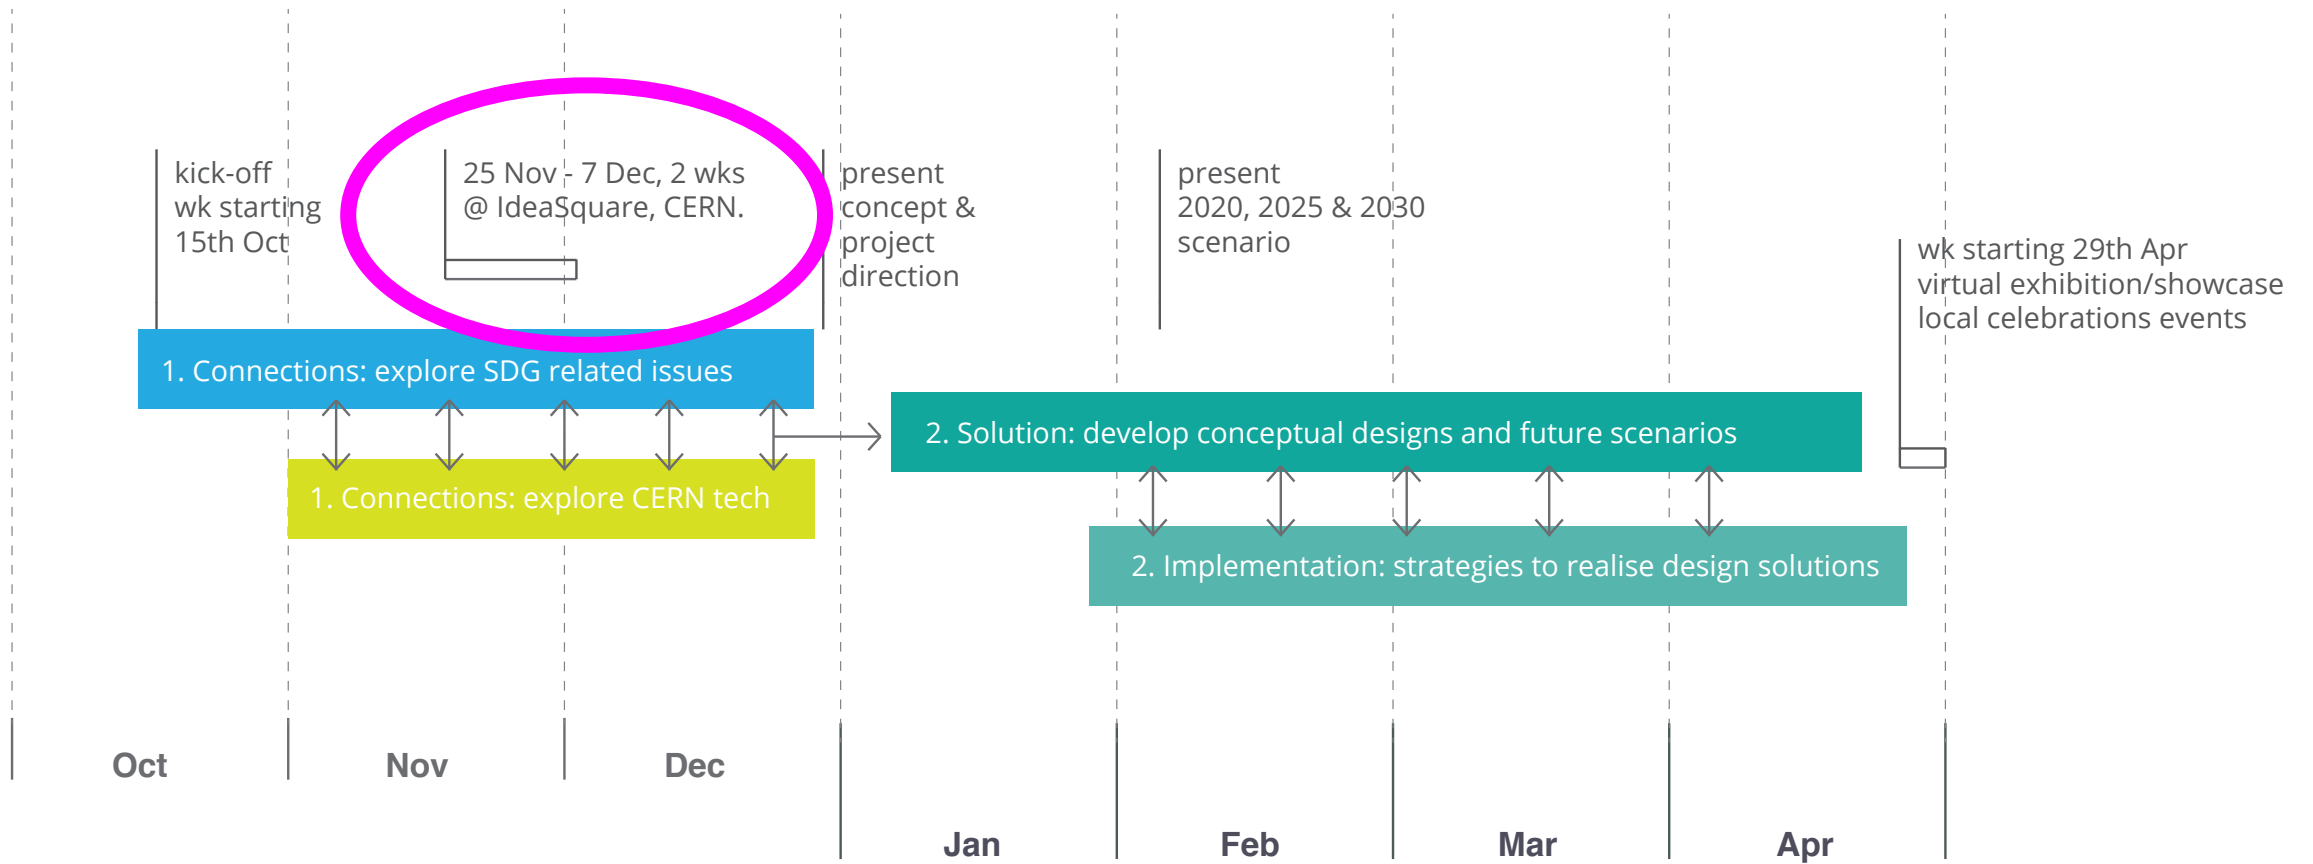 kick-off
wk starting
15th Oct
25 Nov - 7 Dec, 2 wks
@ IdeaSquare, CERN.
present
concept &
project
direction
present
2020, 2025 & 2030
scenario
wk starting 29th Apr
virtual exhibition/showcase
local celebrations events
1. Connections: explore SDG related issues
2. Solution: develop conceptual designs and future scenarios
1. Connections: explore CERN tech
2. Implementation: strategies to realise design solutions
Oct
Nov
Dec
Jan
Feb
Mar
Apr